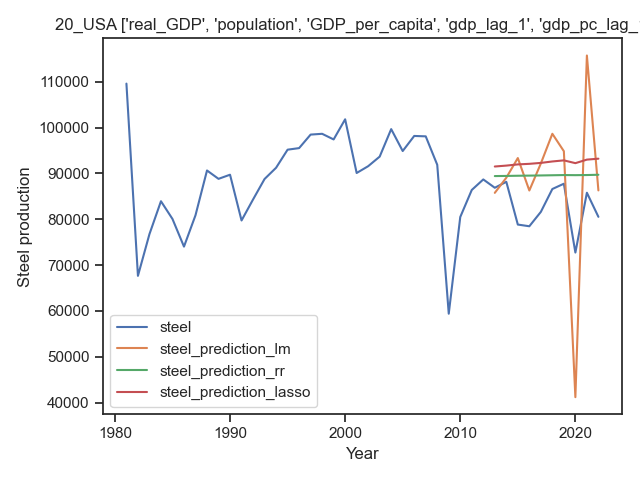 20_USA ['real_GDP', 'population', 'GDP_per_capita', 'gdp_lag_1', 'gdp_pc_lag_
Steel production
110000
100000
90000
80000
70000
60000
50000
40000
steel
steel_prediction_lm
steel_prediction_rr
steel_prediction_lasso
1980 1990 2000 2010 2020
Year